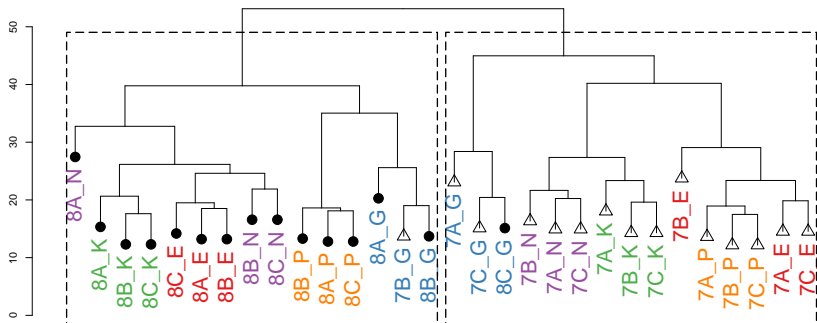 50
40
30
20
10
0
8A_N
8A_K
8B_K
8C_K
8C_E
8A_E
8B_E
8B_N
8C_N
8B_P
8A_P
8C_P
8A_G
7B_G
8B_G
7A_G
7C_G
8C_G
7B_N
7A_N
7C_N
7A_K
7B_K
7C_K
7B_E
7A_P
7B_P
7C_P
7A_E
7C_E